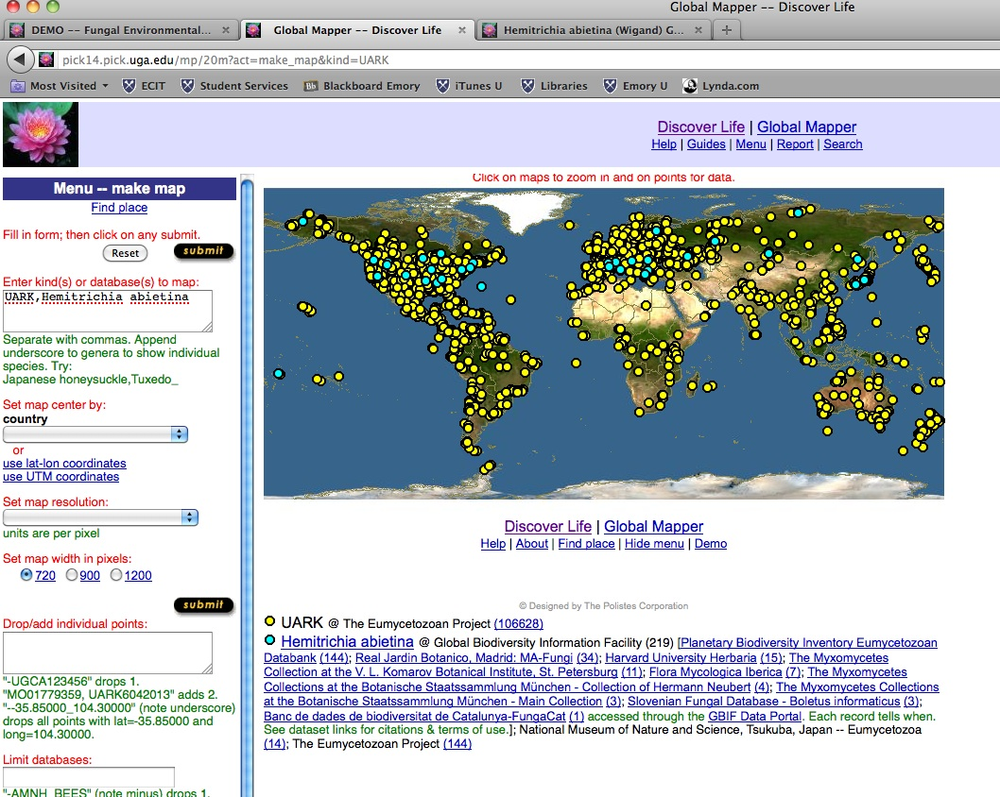 Global Mapper -- Discover Life
DEMO -- Fungal Environmental...
Global Mapper -- Discover Life
Hemitrichia abietina (Wigand) G...
pick14.pick.uga.edu/mp/20m?act=make_map&kind=UARK
Most Visited
ECIT
Student Services
Bb Blackboard Emory
iTunes U
Libraries
Emory U
Lynda.com
Discover Life | Global Mapper
Help | Guides | Menu | Report | Search
Menu -- make map
Find place
Fill in form; then click on any submit.
Reset
submit
Enter kind(s) or database(s) to map:
UARK,Hemitrichia abietina
Separate with commas. Append
underscore to genera to show individual
species. Try:
Japanese honeysuckle,Tuxedo_
Set map center by:
country
or
use lat-lon coordinates
use UTM coordinates
Set map resolution:
units are per pixel
Set map width in pixels:
720 900 1200
submit
Drop/add individual points:
"-UGCA123456" drops 1.
"MO01779359, UARK6042013" adds 2.
"--35.85000_104.30000" (note underscore)
drops all points with lat=-35.85000 and
long=104.30000.
Limit databases:
"-AMNH_BEES" (note minus) drops 1.
Click on maps to zoom in and on points for data.
Discover Life | Global Mapper
Help | About | Find place | Hide menu | Demo
© Designed by The Polistes Corporation
UARK @ The Eumycetozoan Project (106628)
Hemitrichia abietina @ Global Biodiversity Information Facility (219) [Planetary Biodiversity Inventory Eumycetozoan
Databank (144); Real Jardin Botanico, Madrid: MA-Fungi (34); Harvard University Herbaria (15); The Myxomycetes
Collection at the V. L. Komarov Botanical Institute, St. Petersburg (11); Flora Mycologica Iberica (7); The Myxomycete
Collections at the Botanische Staatssammlung München - Collection of Hermann Neubert (4); The Myxomycetes Collections
at the Botanische Staatssammlung München - Main Collection (3); Slovenian Fungal Database - Boletus informaticus (3);
Banc de dades de biodiversitat de Catalunya-FungaCat (1) accessed through the GBIF Data Portal. Each record tells when.
See dataset links for citations & terms of use.]; National Museum of Nature and Science, Tsukuba, Japan -- Eumycetozoa
(14); The Eumycetozoan Project (144)